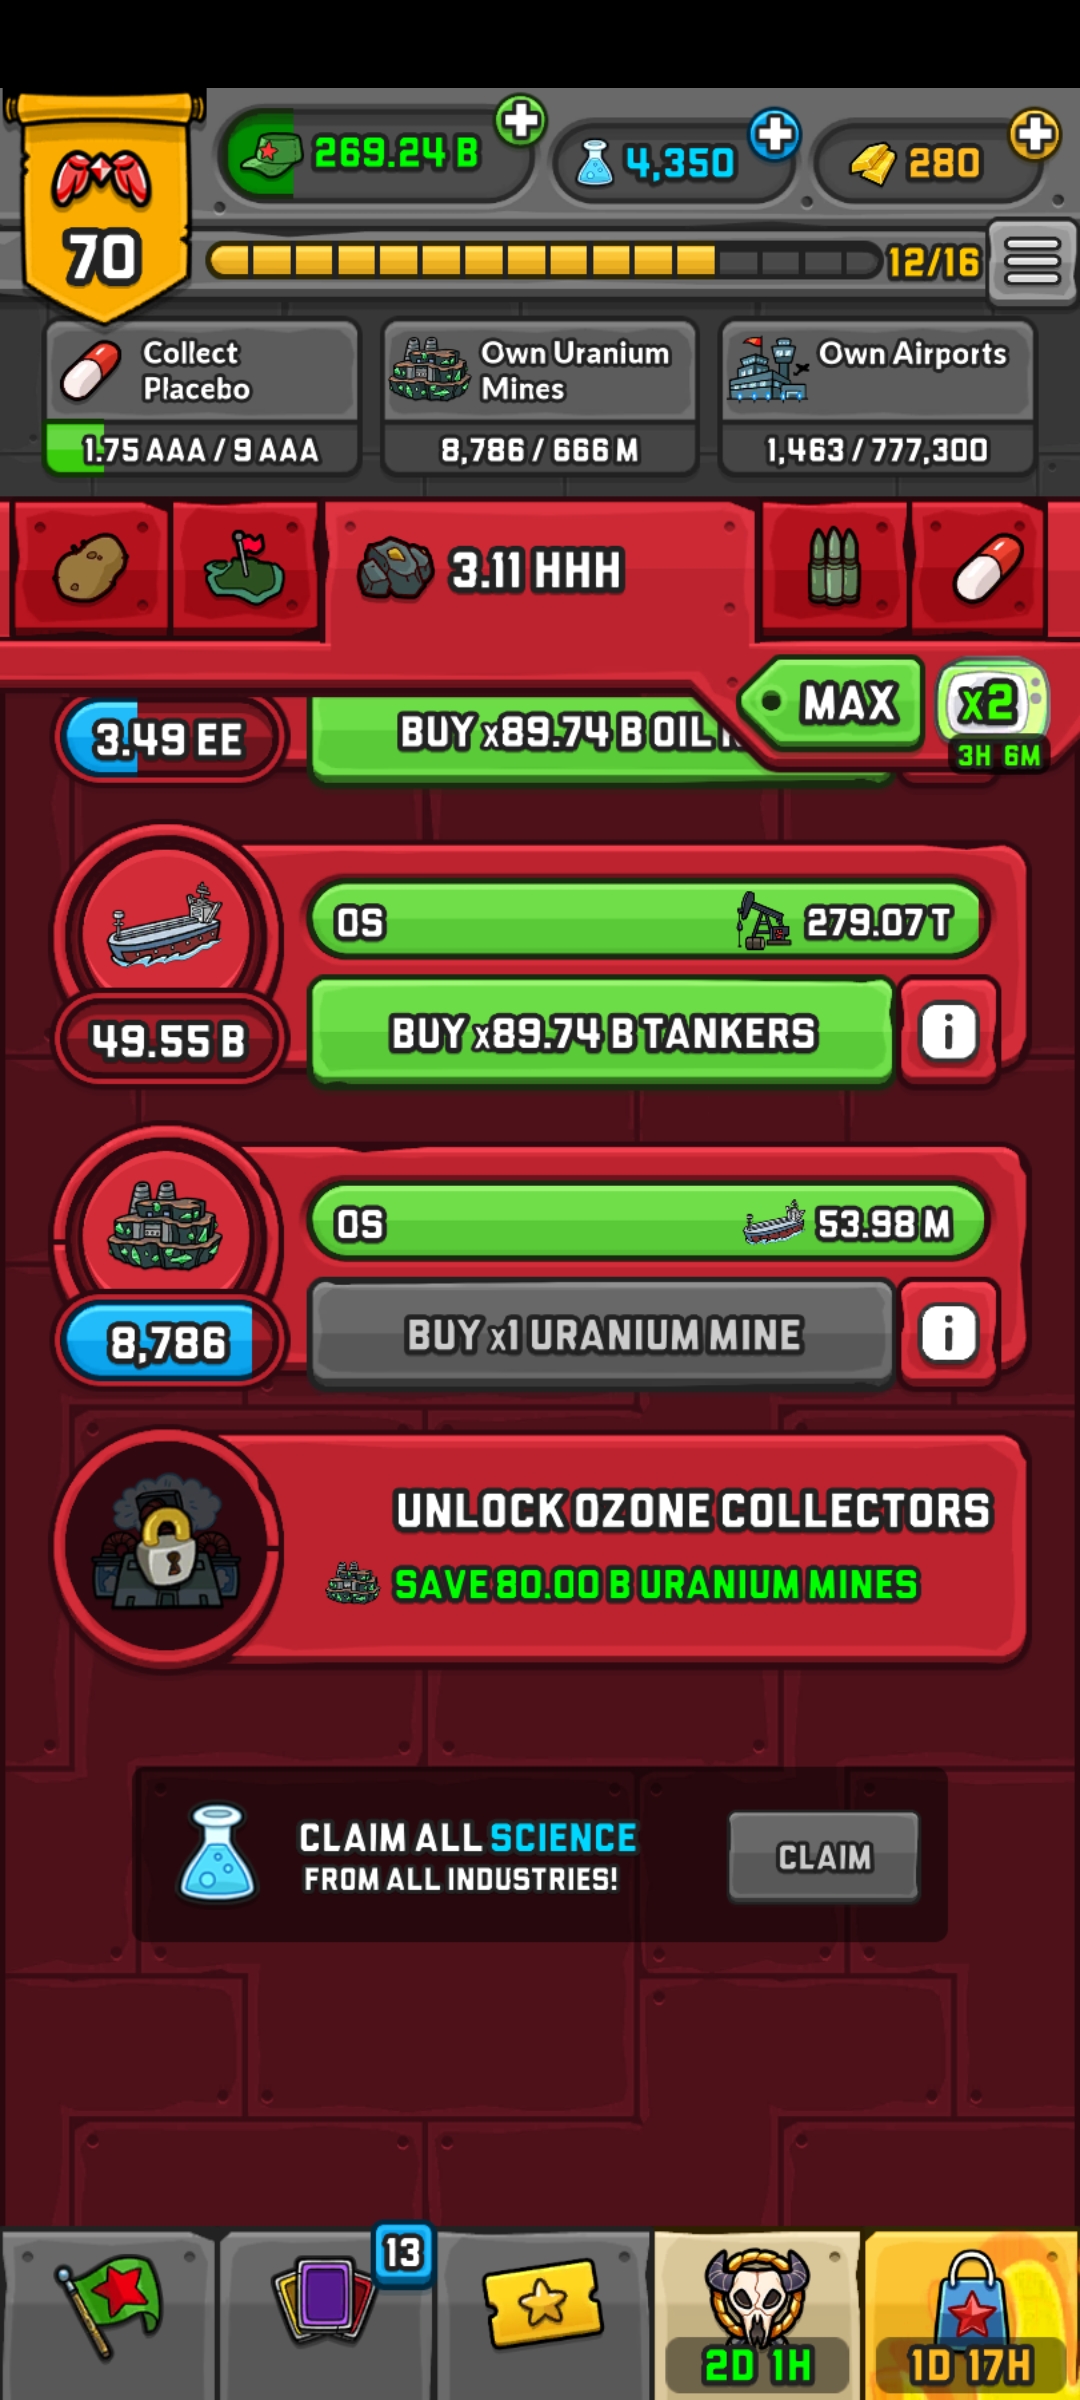 269.24 B
4,350
280
70
12/16
Collect
Placebo
1.75 AAA / 9 AAA
Own Uranium
Mines
8,786 / 666 M
Own Airports
1,463 / 777,300
3.11 HHH
MAX
x2
3H 6M
3.49 EE
BUY x89.74 B OIL
0S
279.07 T
49.55 B
BUY x89.74 B TANKERS
i
0S
53.98 M
8,786
BUY x1 URANIUM MINE
i
UNLOCK OZONE COLLECTORS
SAVE 80.00 B URANIUM MINES
CLAIM ALL SCIENCE
FROM ALL INDUSTRIES!
CLAIM
13
2D 1H
1D 17H